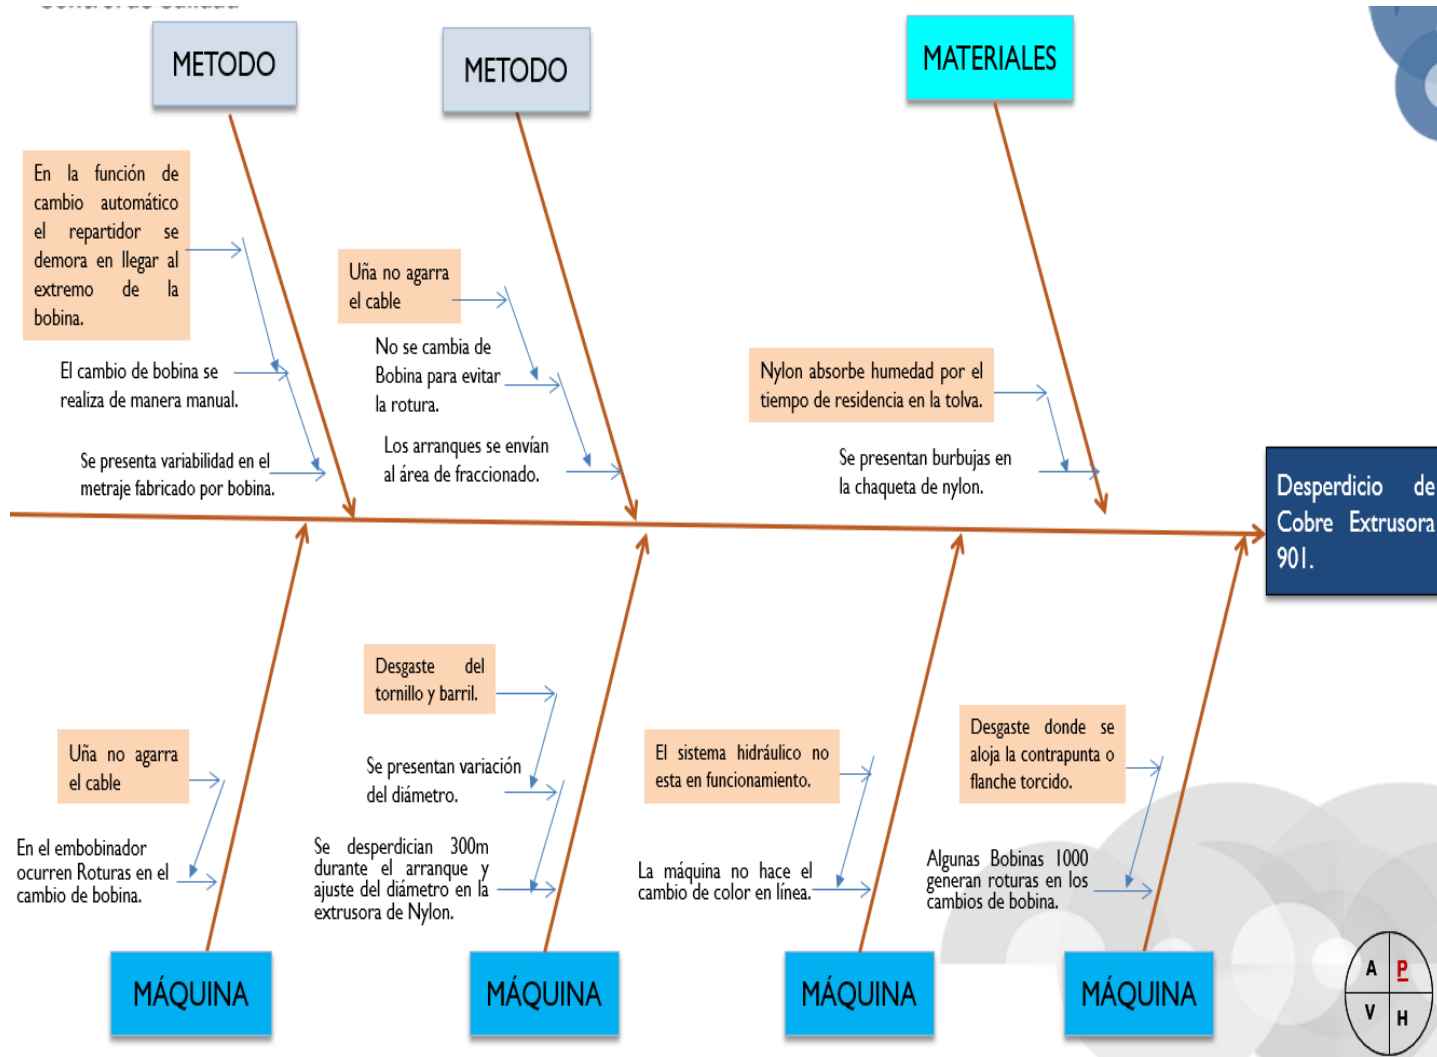 METODO
METODO
MATERIALES
En la función de
cambio automático
el repartidor se
demora en llegar al
extremo de la
bobina.
El cambio de bobina se
realiza de manera manual.
Se presenta variabilidad en el
metraje fabricado por bobina.
Uña no agarra
el cable
No se cambia de
Bobina para evitar
la rotura.
Los arranques se envían
al área de fraccionado.
Nylon absorbe humedad por el
tiempo de residencia en la tolva.
Se presentan burbujas en
la chaqueta de nylon.
Desperdicio de
Cobre Extrusora
901.
Uña no agarra
el cable
En el embobinador
ocurren Roturas en el
cambio de bobina.
Desgaste del
tornillo y barril.
Se presentan variación
del diámetro.
Se desperdician 300m
durante el arranque y
ajuste del diámetro en la
extrusora de Nylon.
El sistema hidráulico no
esta en funcionamiento.
La máquina no hace el
cambio de color en línea.
Desgaste donde se
aloja la contrapunta o
flanche torcido.
Algunas Bobinas 1000
generan roturas en los
cambios de bobina.
MÁQUINA
MÁQUINA
MÁQUINA
MÁQUINA
A P
V H